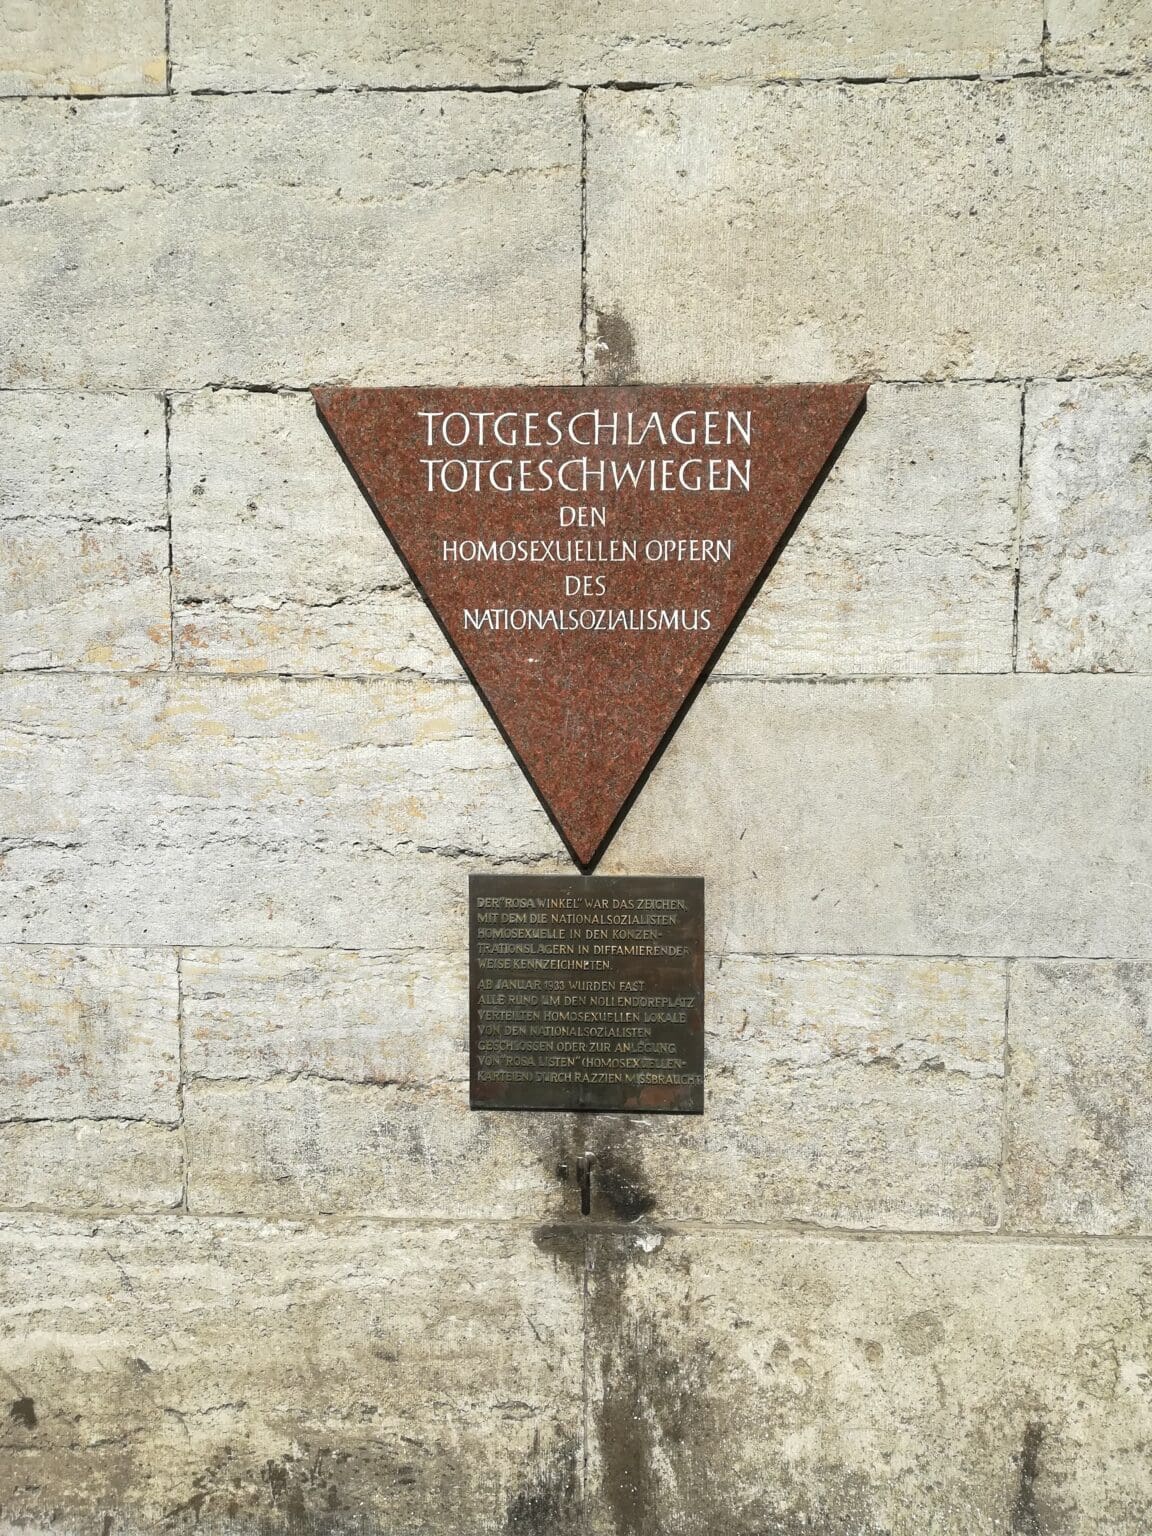 TOTGESCHLAGEN
TOTGESCHWIEGEN
DEN
HOMOSEXUELLEN OPFERN
DES
NATIONALSOZIALISMUS
DER "ROSA WINKEL" WAR DAS ZEICHEN,
MIT DEM DIE NATIONALSOZIALISTEN
HOMOSEXUELLE IN DEN KONZEN-
TRATIONSLAGERN IN DIFFAMIERENDER
WEISE KENNZEICHNETEN.
AB JANUAR 1933 WURDEN FAST
ALLE RUND UM DEN NOLLENDORFPLATZ
VERTEILTEN HOMOSEXUELLEN LOKALE
VON DEN NATIONALSOZIALISTEN
GESCHLOSSEN ODER ZUR ANLEGUNG
VON "ROSA LISTEN" (HOMOSEXUELLEN-
KARTEIEN) DURCH RAZZIEN MISSBRAUCHT.